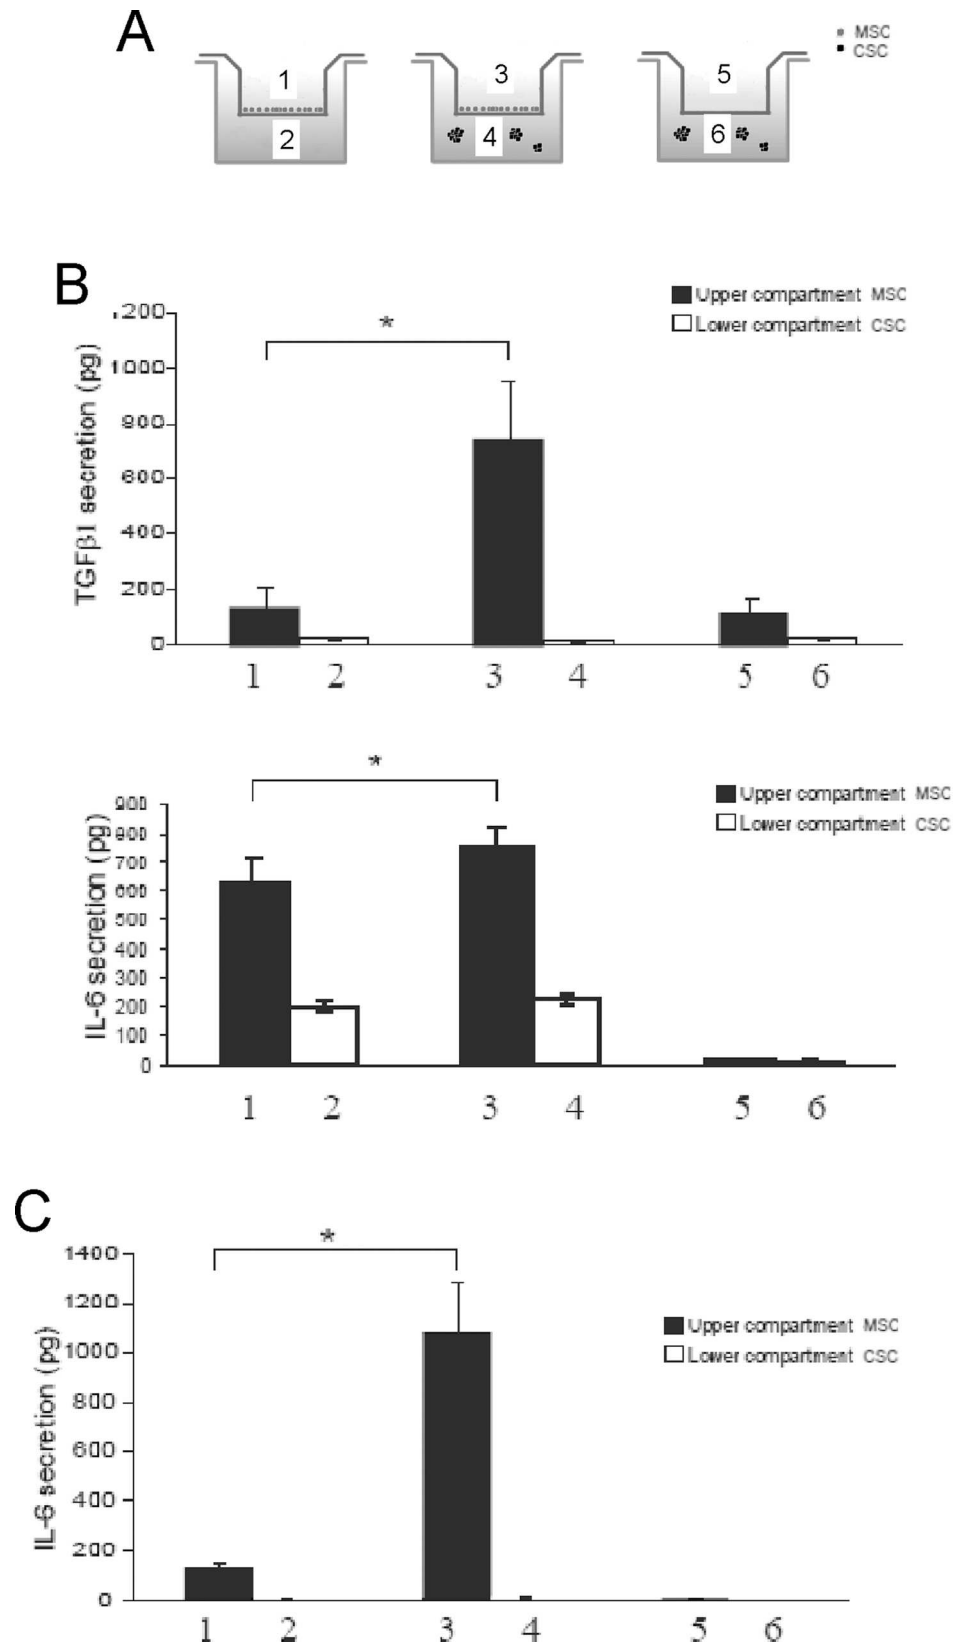 A
MSC
CSC
1 3 5
2 4 6
B
Upper compartment MSC
Lower compartment CSC
TGFβ1 secretion (pg)
.200
1000
800
600
400
200
0
*
1 2 3 4 5 6
Upper compartment MSC
Lower compartment CSC
IL-6 secretion (pg)
900
800
700
600
500
400
300
200
100
0
*
1 2 3 4 5 6
C
Upper compartment MSC
Lower compartment CSC
IL-6 secretion (pg)
1400
1200
1000
800
600
400
200
0
*
1 2 3 4 5 6